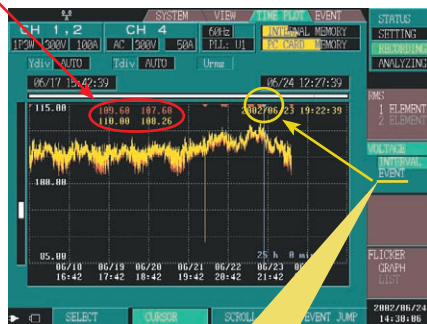 SYSTEM VIEW TIME PLOT EVENT
STATUS
CH 1,2 CH 4 60Hz INTERNAL MEMORY
SETTING
1P3W 300V 100A AC 300V 50A PLL: U1 PC CARD MEMORY
RECORDING
Ydiv AUTO Tdiv AUTO Urms
ANALYZING
06/17 15:42:39 06/24 12:27:39
115.00 109.60 107.60 2002/06/23 19:22:39
110.00 108.26
RMS
1 ELEMENT
2 ELEMENT
VOLTAGE
INTERVAL
EVENT
100.00
85.00 25 h 0 mi
06/18 06/19 06/20 06/21 06/22 06/23
16:42 17:42 18:42 19:42 20:42 21:42
FLICKER
GRAPH
LIST
SELECT CURSOR SCROLL EVENT JUMP
2002/06/24
14:30:06